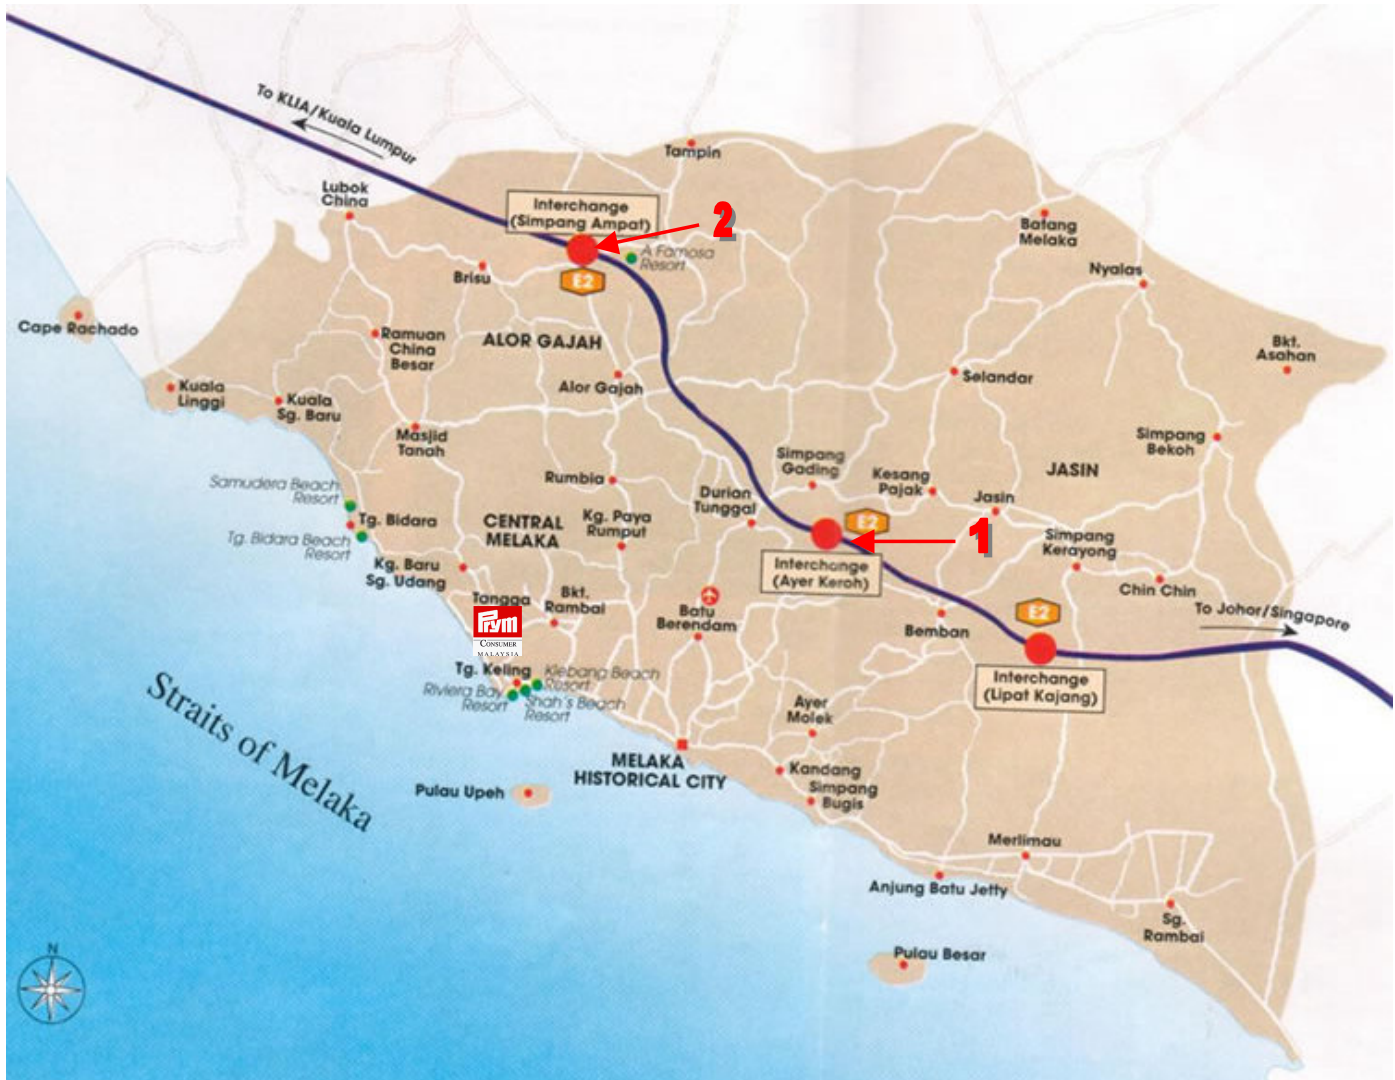 To KLIA/Kuala Lumpur
Tampin
Lubok
China
Interchange
(Simpang Ampat)
2
A Famosa
Resort
E2
Batang
Melaka
Nyalas
Brisu
Cape Rachado
Ramuan
China
Besar
ALOR GAJAH
Bkt.
Asahan
Kuala
Linggi
Kuala
Sg. Baru
Alor Gajah
Selandar
Masjid
Tanah
Simpang
Bekoh
Simpang
Gading
Kesang
Pajak
JASIN
Samudera Beach
Resort
Rumbia
Durian
Tunggal
Jasin
Tg. Bidara
Tg. Bidara Beach
Resort
CENTRAL
MELAKA
Kg. Paya
Rumput
E2
1
Simpang
Kerayong
Kg. Baru
Sg. Udang
Interchange
(Ayer Keroh)
Chin Chin
Tangga
Bkt.
Rambai
Batu
Berendam
Bemban
E2
To Johor/Singapore
Prym
CONSUMER
MALAYSIA
Tg. Keling
Klebang Beach
Resort
Riviera Bay
Resort
Shah's Beach
Resort
Interchange
(Lipat Kajang)
Ayer
Molek
Straits of Melaka
MELAKA
HISTORICAL CITY
Kandang
Simpang
Bugis
Pulau Upeh
Merlimau
Anjung Batu Jetty
Sg.
Rambai
Pulau Besar
N